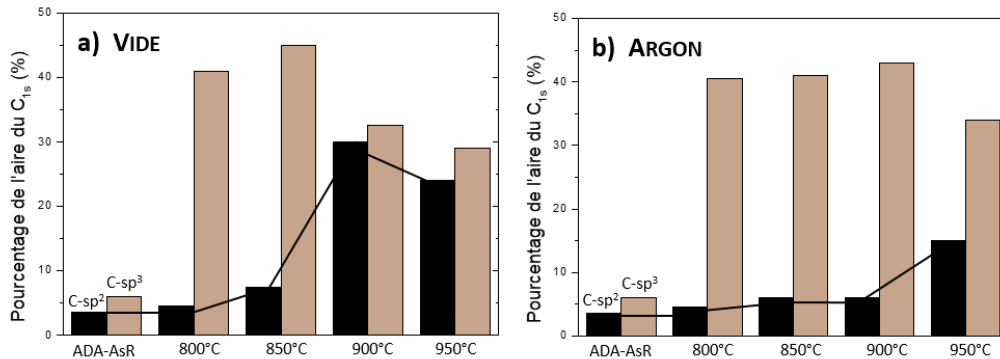 a) VIDE
Pourcentage de l'aire du C1s (%)
50
40
30
20
10
0
C-sp²
C-sp³
ADA-AsR
800°C
850°C
900°C
950°C
b) ARGON
Pourcentage de l'aire du C1s (%)
50
40
30
20
10
0
C-sp²
C-sp³
ADA-AsR
800°C
850°C
900°C
950°C